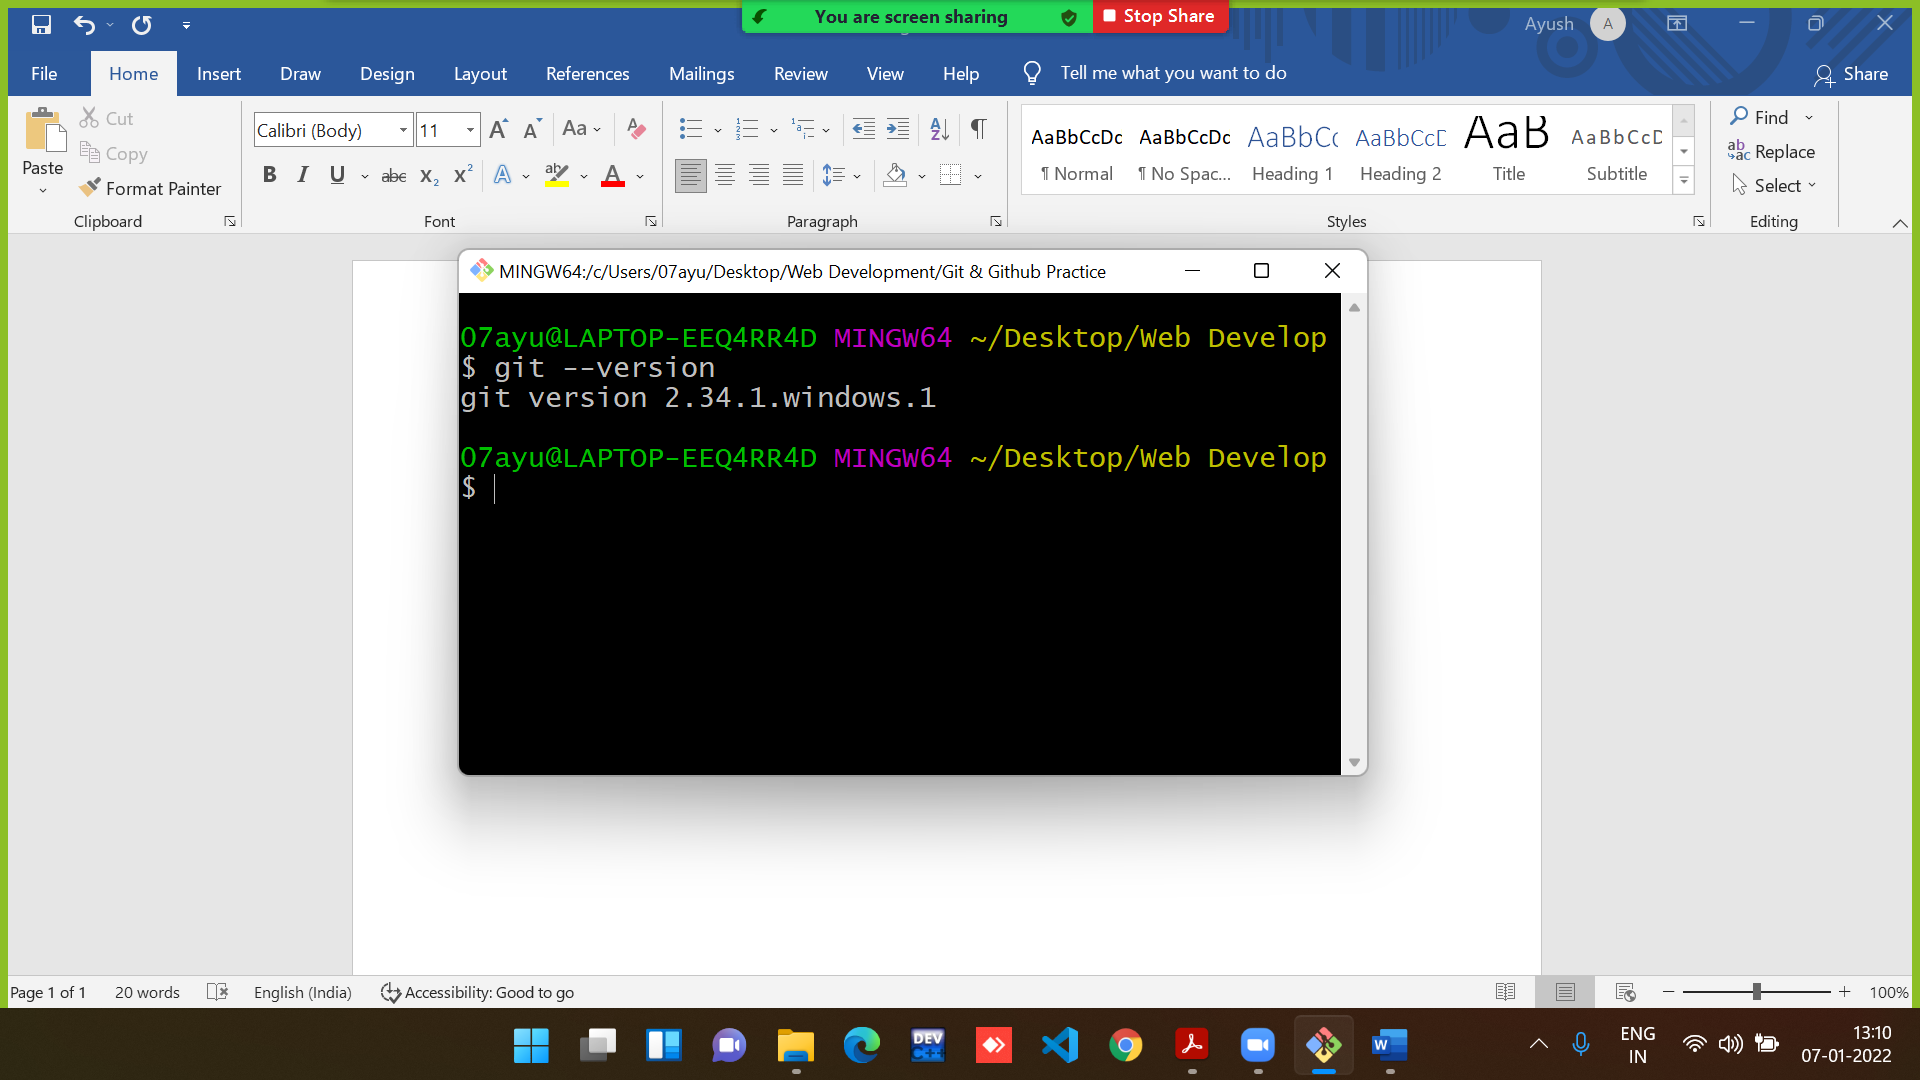 You are screen sharing
Stop Share
Ayush
A
File
Home
Insert
Draw
Design
Layout
References
Mailings
Review
View
Help
Tell me what you want to do
Share
Paste
Cut
Copy
Format Painter
Clipboard
Calibri (Body)
11
Aa
B I U abc X₂ X²
Font
Paragraph
AaBbCcDc
¶ Normal
AaBbCcDc
¶ No Spac...
AaBbCc
Heading 1
AaBbCcD
Heading 2
AaB
Title
AaBbCcD
Subtitle
Styles
Find
Replace
Select
Editing
MINGW64:/c/Users/07ayu/Desktop/Web Development/Git & Github Practice
07ayu@LAPTOP-EEQ4RR4D MINGW64 ~/Desktop/Web Develop
$ git --version
git version 2.34.1.windows.1
07ayu@LAPTOP-EEQ4RR4D MINGW64 ~/Desktop/Web Develop
$
Page 1 of 1
20 words
English (India)
Accessibility: Good to go
100%
DEV
C++
ENG
IN
13:10
07-01-2022